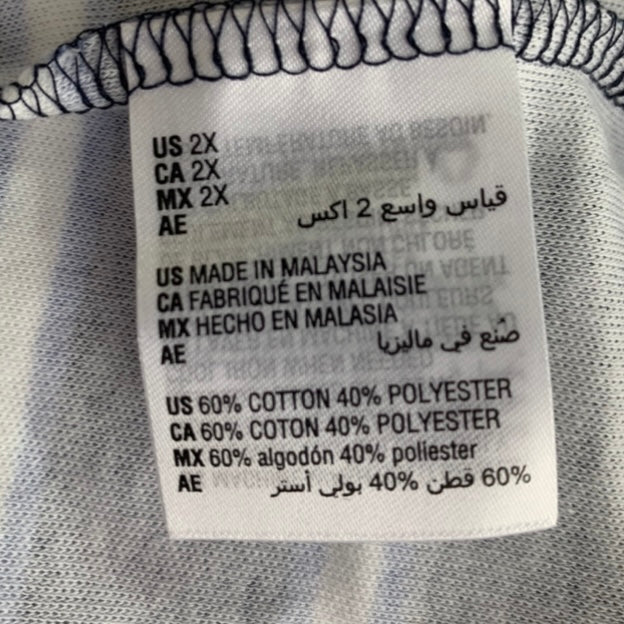 US 2X
CA 2X
MX 2X
AE قياس واسع 2 اكس
US MADE IN MALAYSIA
CA FABRIQUÉ EN MALAISIE
MX HECHO EN MALASIA
AE صُنع في ماليزيا
US 60% COTTON 40% POLYESTER
CA 60% COTON 40% POLYESTER
MX 60% algodón 40% poliester
AE 60% قطن 40% بولي أستر